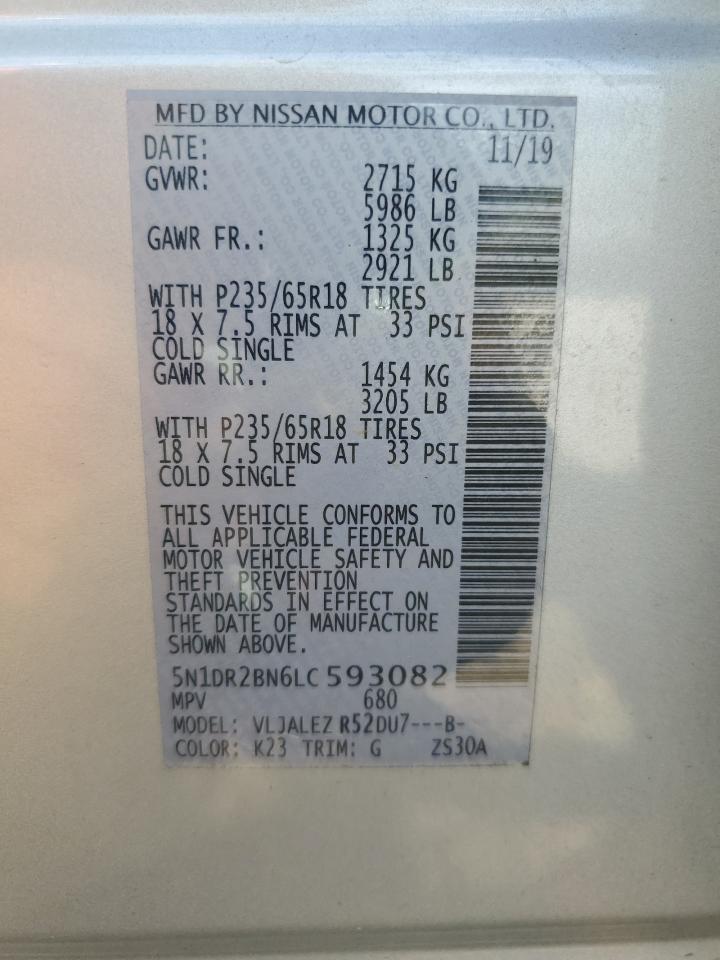 MFD BY NISSAN MOTOR CO., LTD.
DATE: 11/19
GVWR: 2715 KG
5986 LB
GAWR FR.: 1325 KG
2921 LB
WITH P235/65R18 TIRES
18 X 7.5 RIMS AT 33 PSI
COLD SINGLE
GAWR RR.: 1454 KG
3205 LB
WITH P235/65R18 TIRES
18 X 7.5 RIMS AT 33 PSI
COLD SINGLE
THIS VEHICLE CONFORMS TO
ALL APPLICABLE FEDERAL
MOTOR VEHICLE SAFETY AND
THEFT PREVENTION
STANDARDS IN EFFECT ON
THE DATE OF MANUFACTURE
SHOWN ABOVE.
5N1DR2BN6LC593082
MPV 680
MODEL: VLJALEZ R52DU7---B-
COLOR: K23 TRIM: G ZS30A